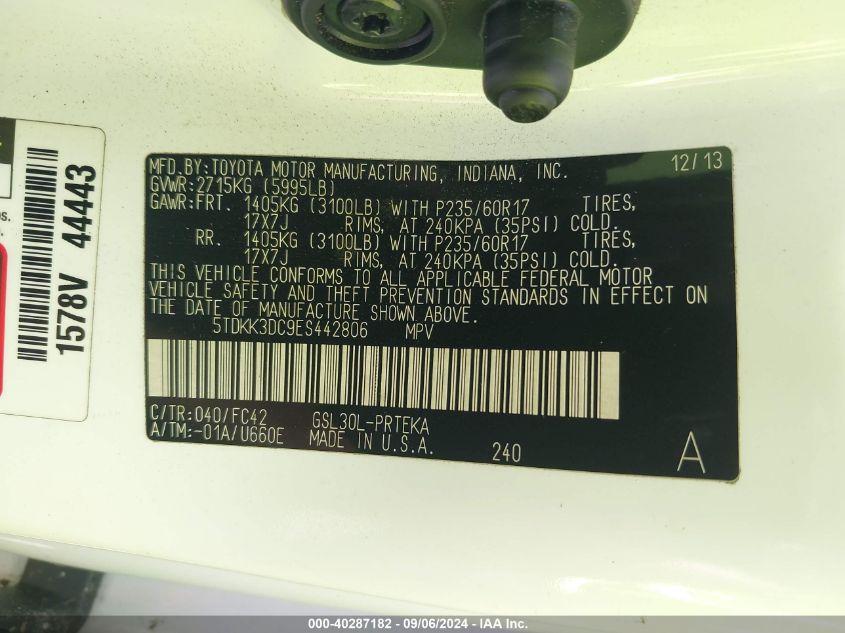 MFD.BY:TOYOTA MOTOR MANUFACTURING, INDIANA, INC. 12/13
GVWR:2715KG (5995LB)
GAWR:FRT. 1405KG (3100LB) WITH P235/60R17 TIRES,
17X7J RIMS, AT 240KPA (35PSI) COLD.
RR. 1405KG (3100LB) WITH P235/60R17 TIRES,
17X7J RIMS, AT 240KPA (35PSI) COLD.
THIS VEHICLE CONFORMS TO ALL APPLICABLE FEDERAL MOTOR
VEHICLE SAFETY AND THEFT PREVENTION STANDARDS IN EFFECT ON
THE DATE OF MANUFACTURE SHOWN ABOVE.
5TDKK3DC9ES442806 MPV
C/TR:040/FC42 GSL30L-PRTEKA
A/TM:-01A/U660E MADE IN U.S.A. 240 A
1578V 44443
000-40287182 - 09/06/2024 - IAA Inc.